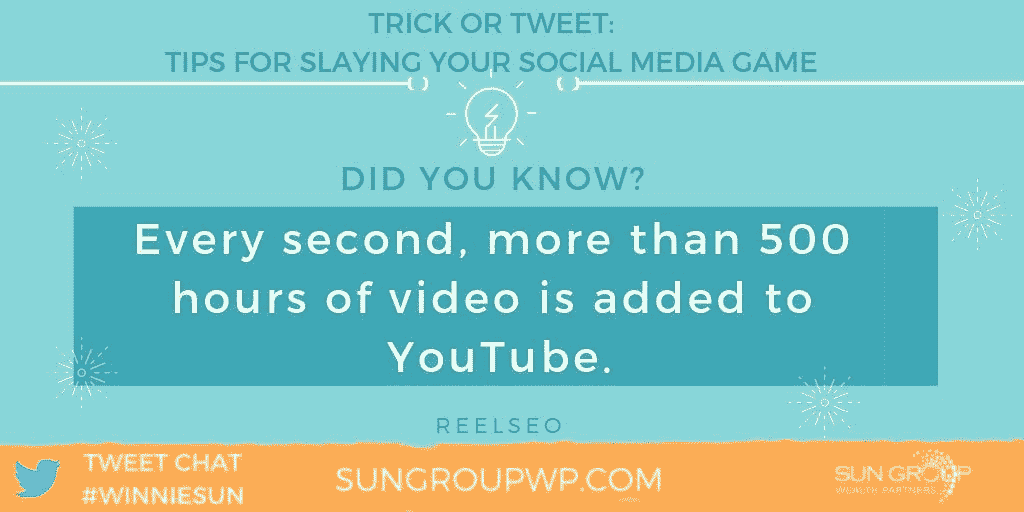 TRICK OR TWEET:
TIPS FOR SLAYING YOUR SOCIAL MEDIA GAME
DID YOU KNOW?
Every second, more than 500
hours of video is added to
YouTube.
REELSEO
TWEET CHAT
#WINNIESUN
SUNGROUPWP.COM
SUN GROUP
WEALTH PARTNERS